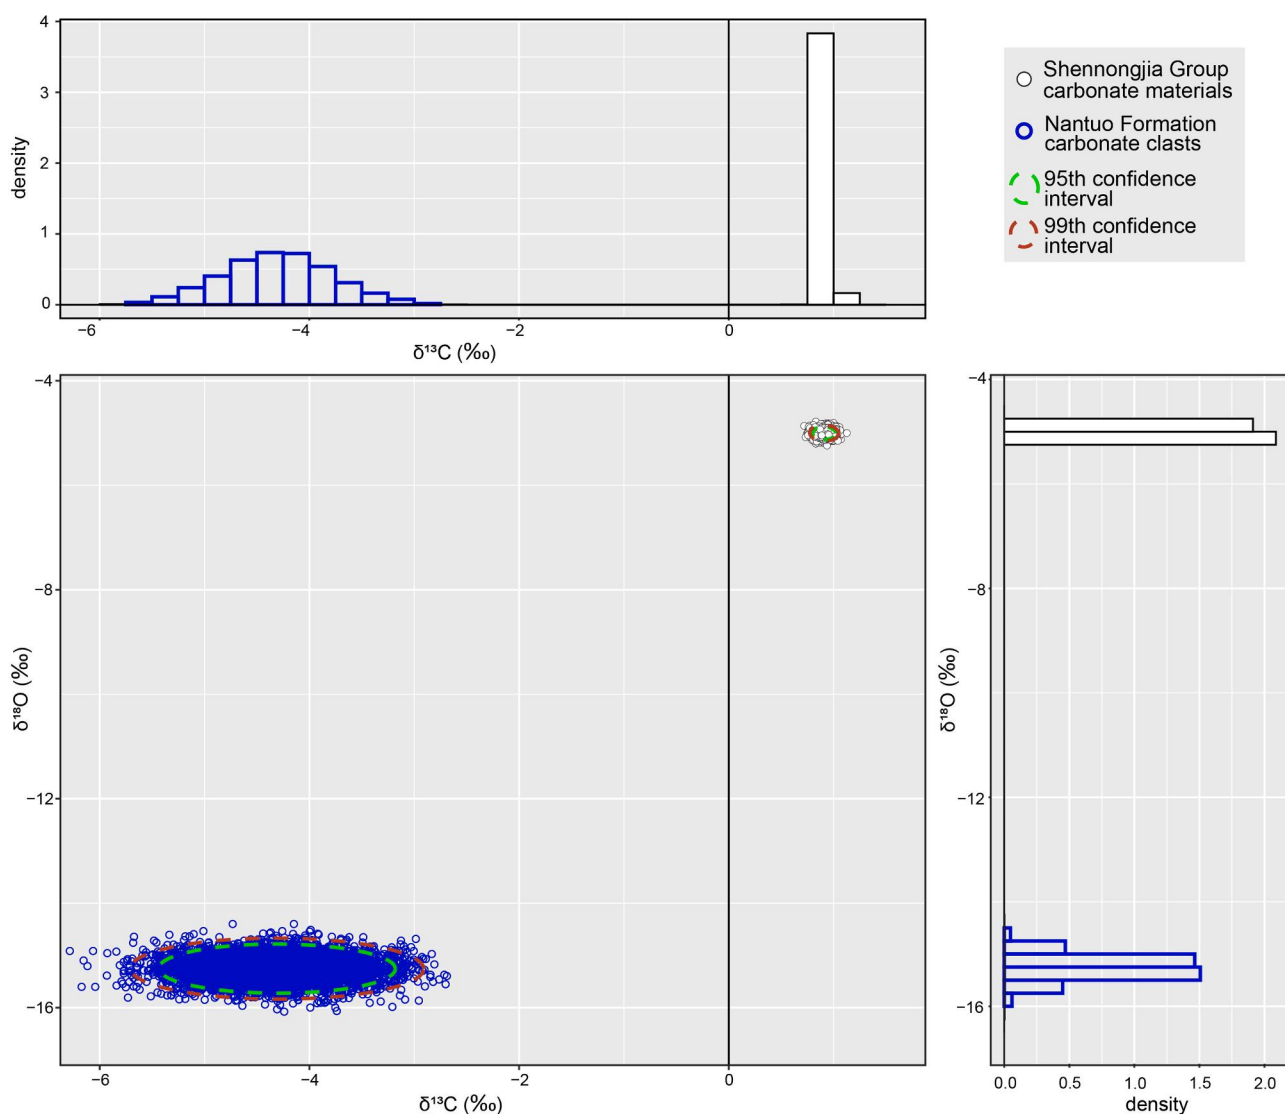 4
3
2
1
0
density
−6
−4
−2
0
δ¹³C (‰)
Shennongjia Group
carbonate materials
Nantuo Formation
carbonate clasts
95th confidence
interval
99th confidence
interval
−4
−8
−12
−16
δ¹⁸O (‰)
−6
−4
−2
0
δ¹³C (‰)
−4
−8
−12
−16
δ¹⁸O (‰)
0.0
0.5
1.0
1.5
2.0
density